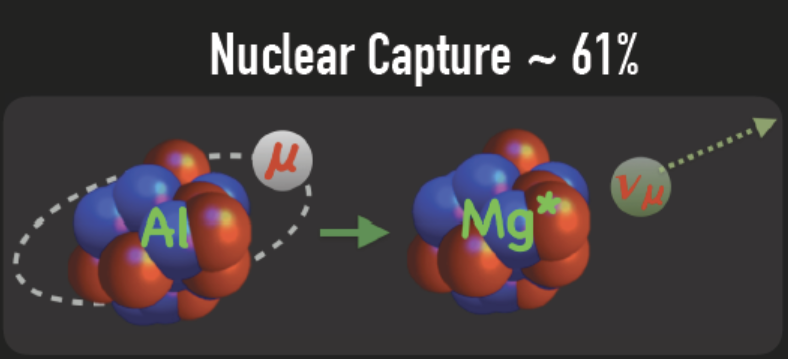 Nuclear Capture ~ 61%
μ
Al
Mg*
νμ